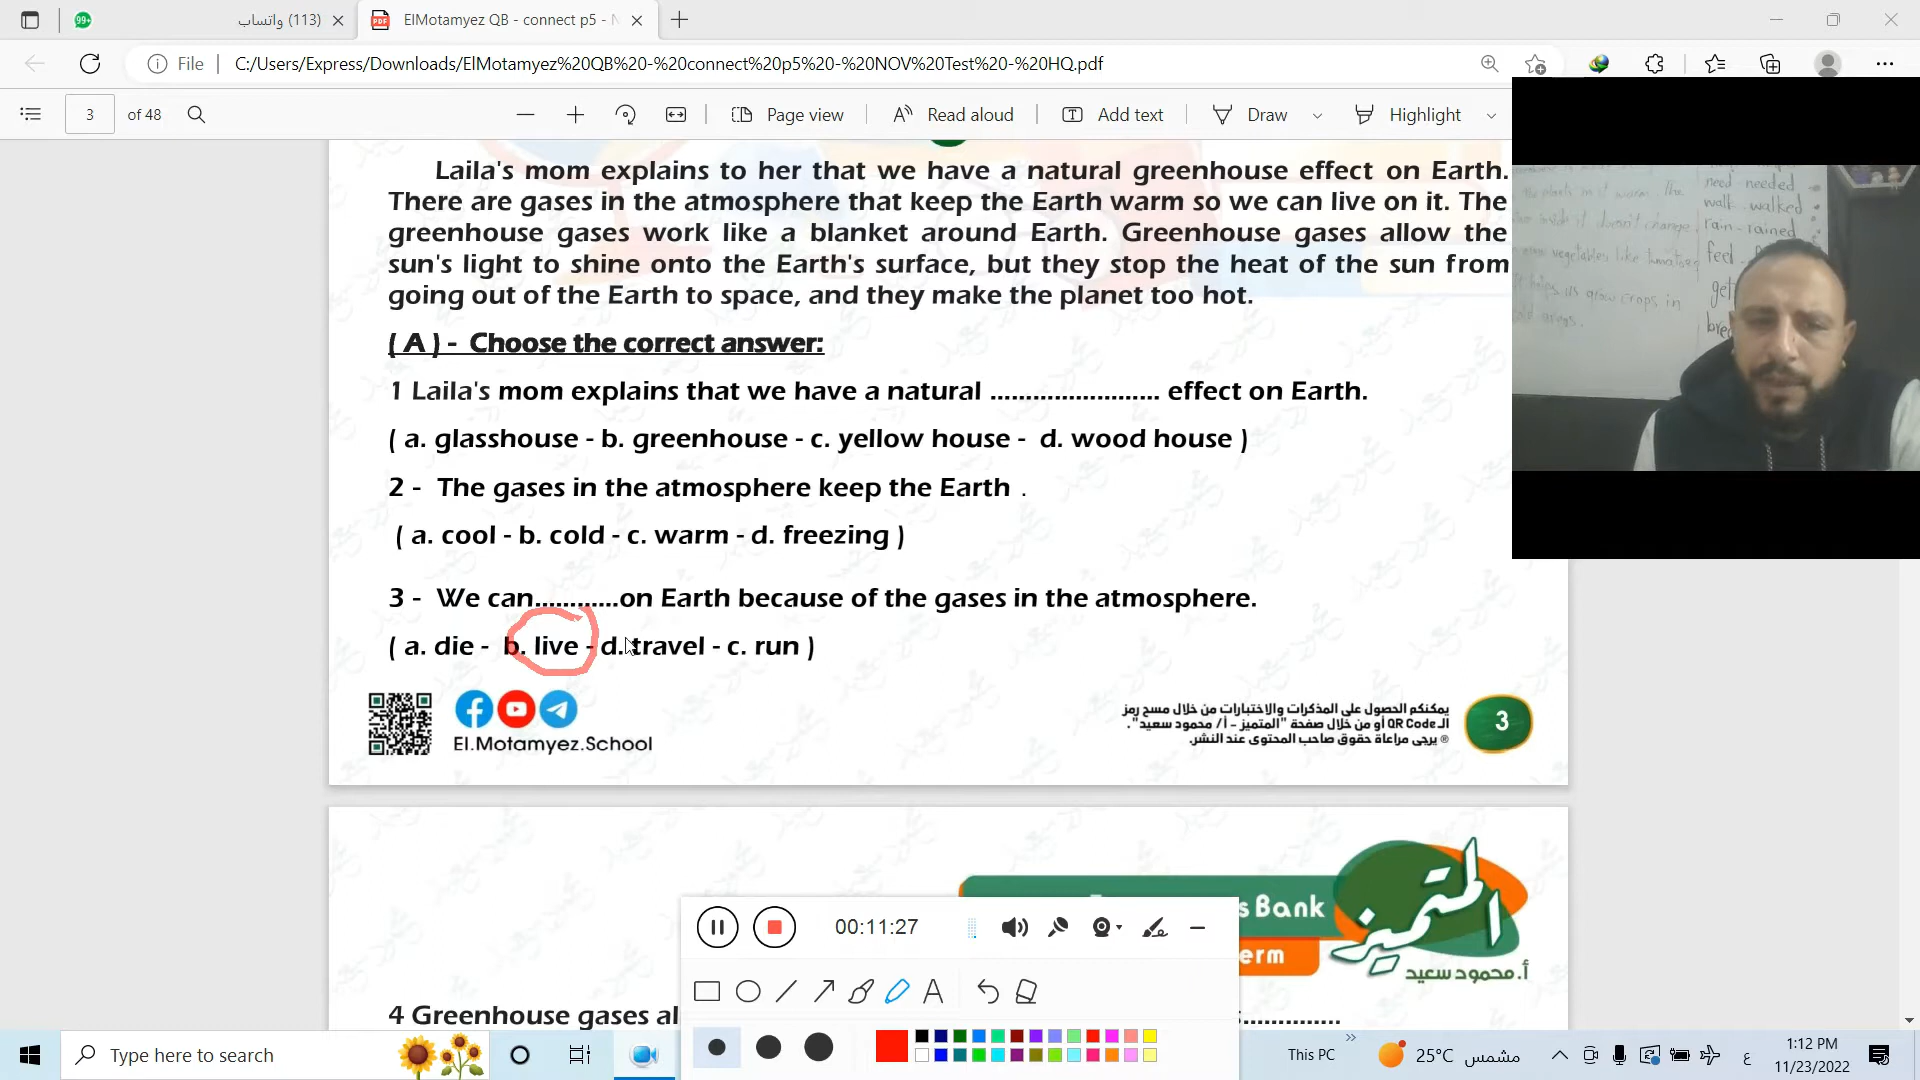 99+
(113) واتساب
ElMotamyez QB - connect p5 - N
File
C:/Users/Express/Downloads/ElMotamyez%20QB%20-%20connect%20p5%20-%20NOV%20Test%20-%20HQ.pdf
3 of 48
Page view
Read aloud
Add text
Draw
Highlight
Laila's mom explains to her that we have a natural greenhouse effect on Earth.
There are gases in the atmosphere that keep the Earth warm so we can live on it. The
greenhouse gases work like a blanket around Earth. Greenhouse gases allow the
sun's light to shine onto the Earth's surface, but they stop the heat of the sun from
going out of the Earth to space, and they make the planet too hot.
( A ) - Choose the correct answer:
1 Laila's mom explains that we have a natural ........................ effect on Earth.
( a. glasshouse - b. greenhouse - c. yellow house - d. wood house )
2 - The gases in the atmosphere keep the Earth .
( a. cool - b. cold - c. warm - d. freezing )
3 - We can............on Earth because of the gases in the atmosphere.
( a. die - b. live - d. travel - c. run )
need needed
walk walked
rain - rained
feel
get
El.Motamyez.School
يمكنكم الحصول على المذكرات والاختبارات من خلال مسح رمز
الـ QR Code أو من خلال صفحة "المتميز - أ/ محمود سعيد".
® يرجى مراعاة حقوق صاحب المحتوى عند النشر.
3
s Bank
erm
المتميز
أ. محمود سعيد
4 Greenhouse gases al
s..............
00:11:27
Type here to search
This PC
25°C مشمس
ع
1:12 PM
11/23/2022